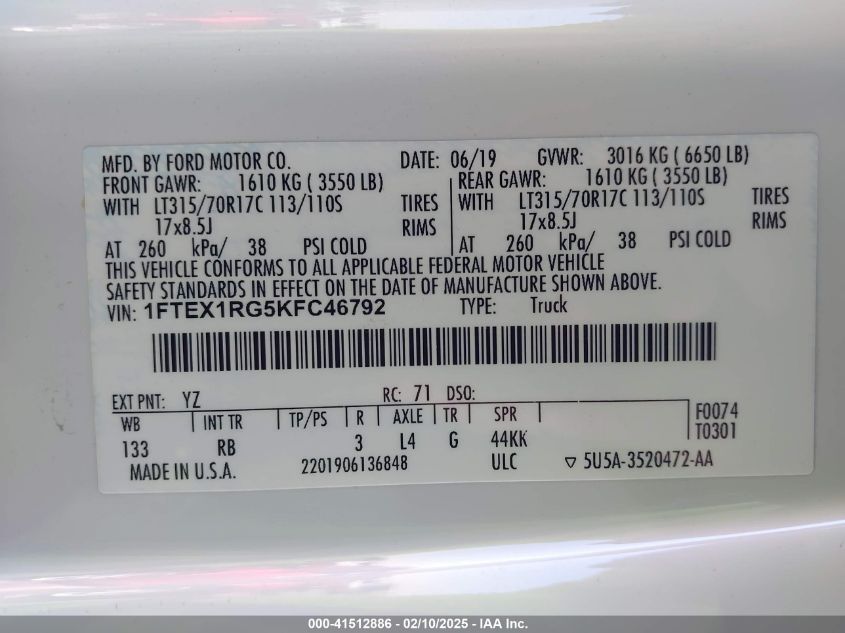 MFD. BY FORD MOTOR CO. DATE: 06/19 GVWR: 3016 KG ( 6650 LB)
FRONT GAWR: 1610 KG ( 3550 LB) REAR GAWR: 1610 KG ( 3550 LB)
WITH LT315/70R17C 113/110S TIRES WITH LT315/70R17C 113/110S TIRES
17x8.5J RIMS 17x8.5J RIMS
AT 260 kPa/ 38 PSI COLD AT 260 kPa/ 38 PSI COLD
THIS VEHICLE CONFORMS TO ALL APPLICABLE FEDERAL MOTOR VEHICLE
SAFETY STANDARDS IN EFFECT ON THE DATE OF MANUFACTURE SHOWN ABOVE.
VIN: 1FTEX1RG5KFC46792 TYPE: Truck
EXT PNT: YZ RC: 71 DSO:
WB INT TR TP/PS R AXLE TR SPR F0074
133 RB 3 L4 G 44KK T0301
MADE IN U.S.A. 2201906136848 ULC ▽ 5U5A-3520472-AA
000-41512886 - 02/10/2025 - IAA Inc.